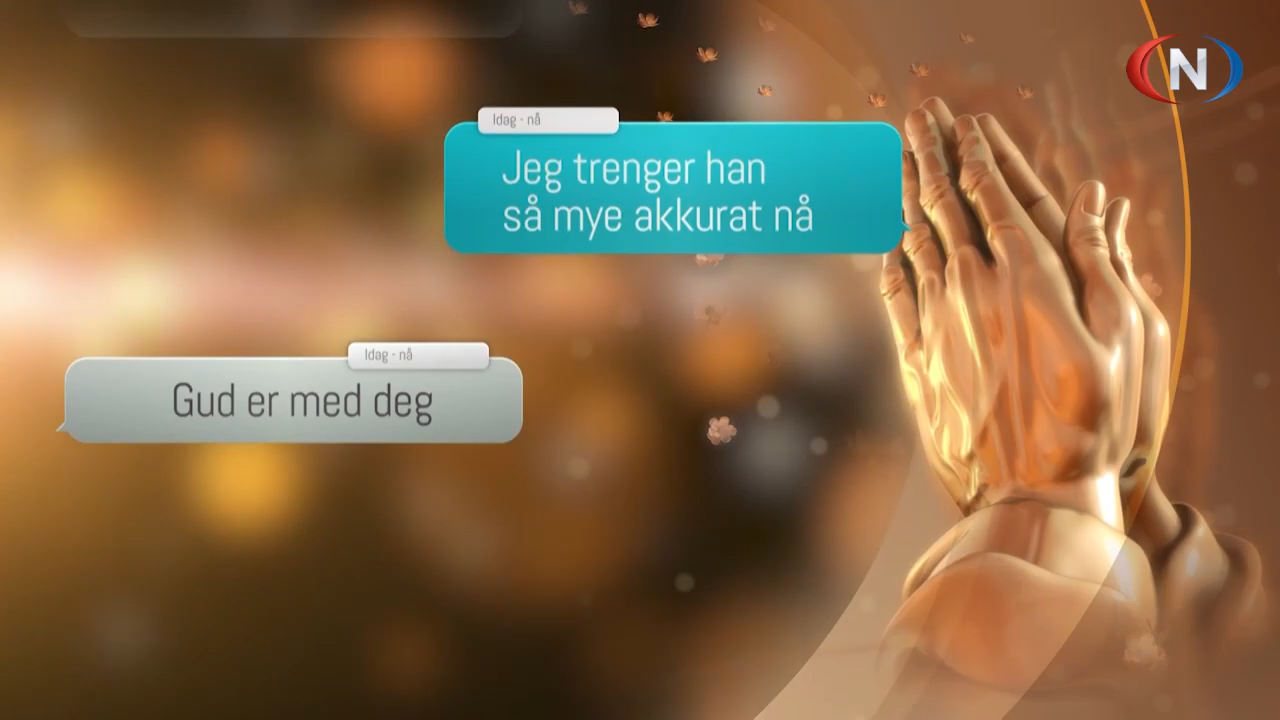 N
Idag - nå
Jeg trenger han
så mye akkurat nå
Idag - nå
Gud er med deg